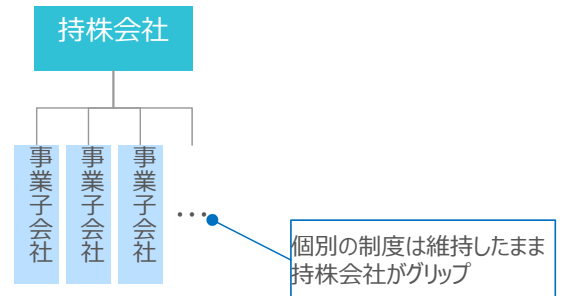 持株会社
事業子会社
事業子会社
事業子会社
…
個別の制度は維持したまま
持株会社がグリップ